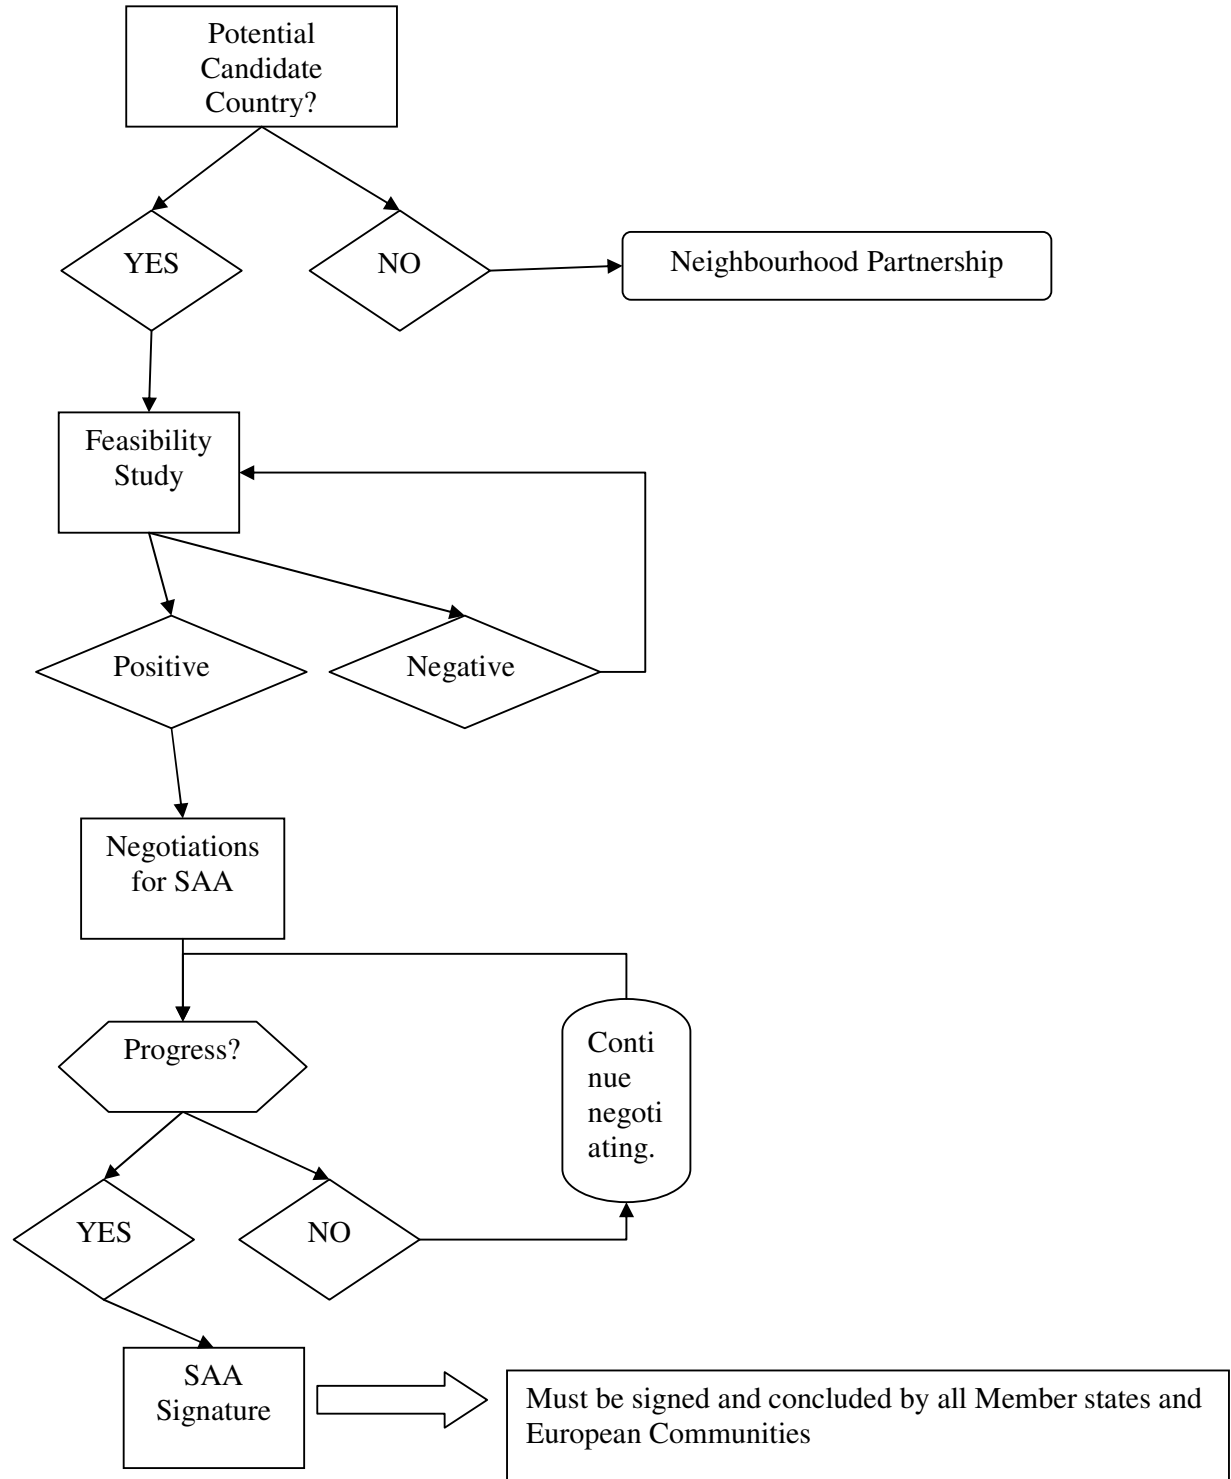 Potential
Candidate
Country?
YES
NO
Neighbourhood Partnership
Feasibility
Study
Positive
Negative
Negotiations
for SAA
Progress?
Conti
nue
negoti
ating.
YES
NO
SAA
Signature
Must be signed and concluded by all Member states and
European Communities